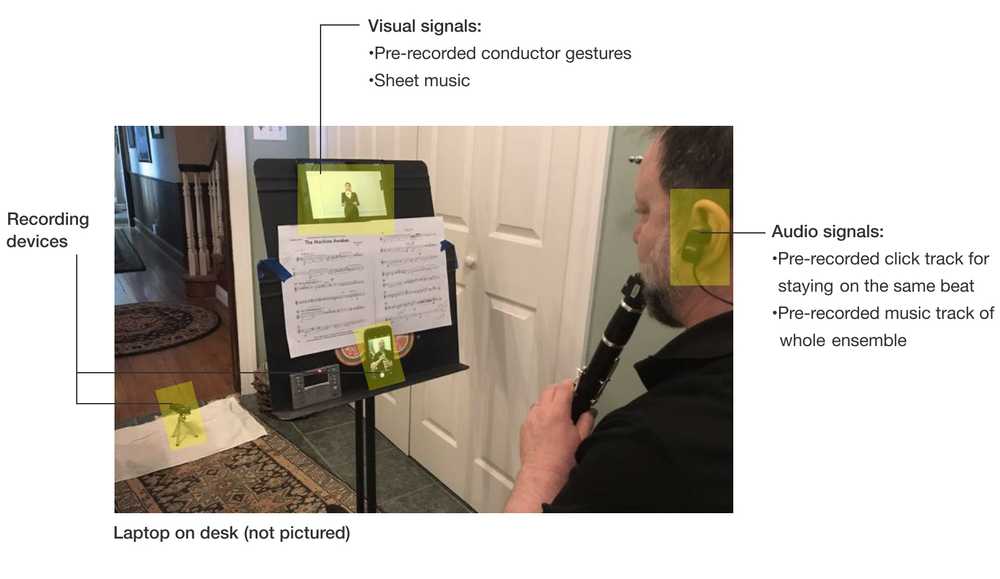 Visual signals:
•Pre-recorded conductor gestures
•Sheet music
Recording
devices
The Machine Awakes
Audio signals:
•Pre-recorded click track for
staying on the same beat
•Pre-recorded music track of
whole ensemble
Laptop on desk (not pictured)